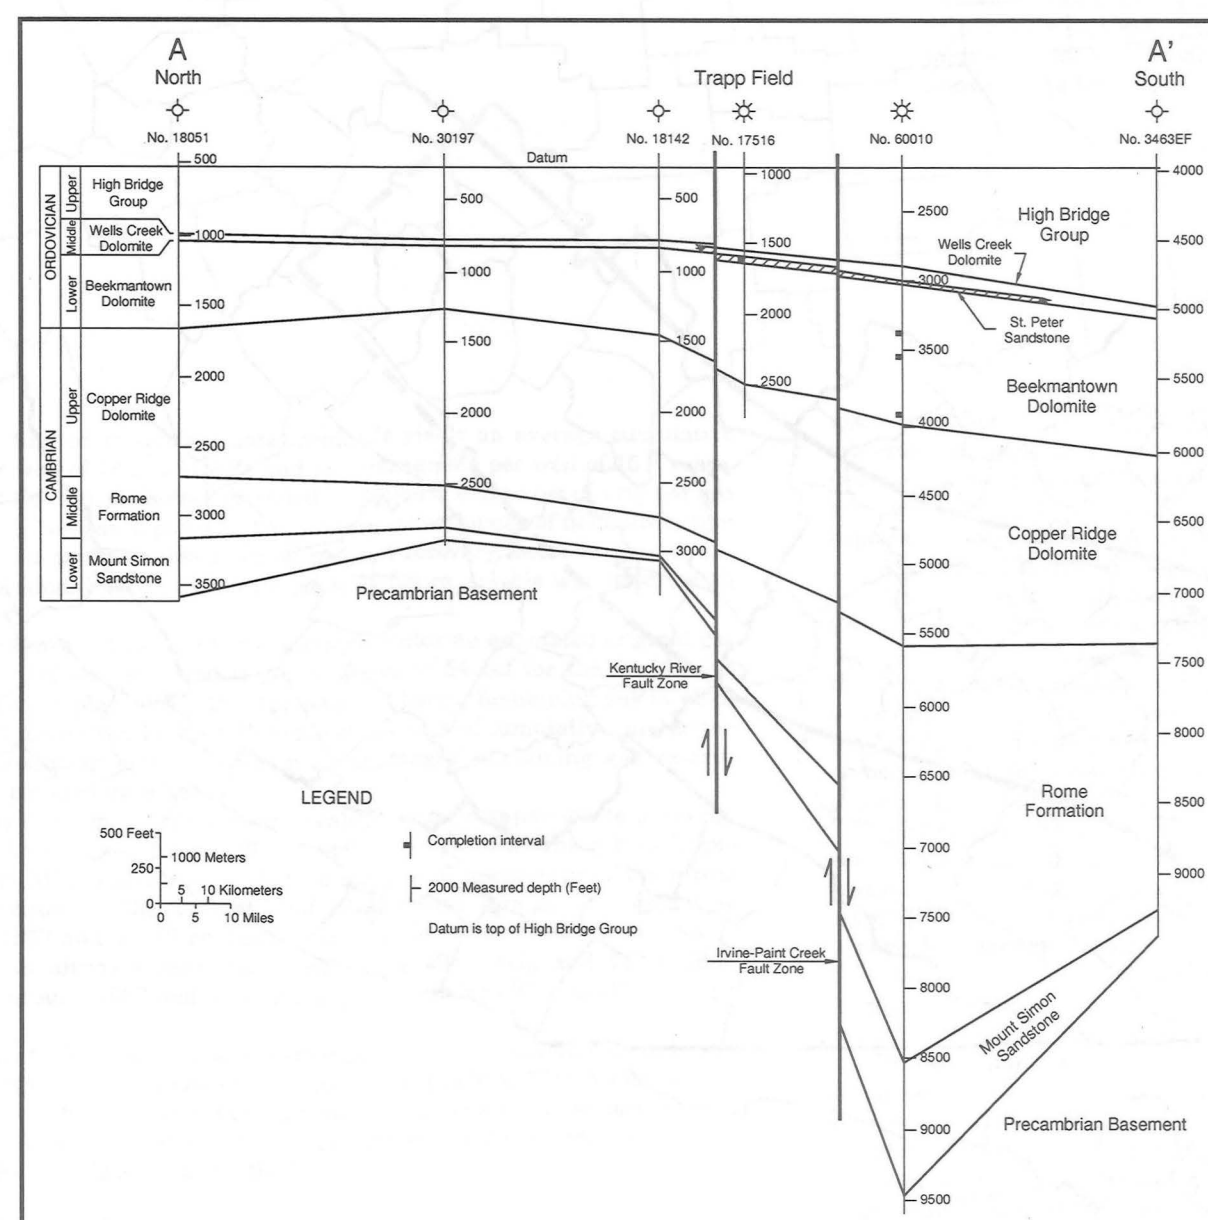 A
A'
North
Trapp Field
South
No. 18051
No. 30197
No. 18142
No. 17516
No. 60010
No. 3463EF
Datum
ORDOVICIAN
Upper
Middle
Lower
High Bridge
Group
Wells Creek
Dolomite
Beekmantown
Dolomite
CAMBRIAN
Upper
Middle
Lower
Copper Ridge
Dolomite
Rome
Formation
Mount Simon
Sandstone
500
1000
1500
2000
2500
3000
3500
500
1000
1500
2000
2500
500
1000
1500
2000
2500
3000
1000
1500
2000
2500
2500
3000
3500
4000
4500
5000
5500
6000
6500
7000
7500
8000
8500
9000
9500
4000
4500
5000
5500
6000
6500
7000
7500
8000
8500
9000
High Bridge
Group
Wells Creek
Dolomite
St. Peter
Sandstone
Beekmantown
Dolomite
Copper Ridge
Dolomite
Precambrian Basement
Kentucky River
Fault Zone
Rome
Formation
Irvine-Paint Creek
Fault Zone
Mount Simon
Sandstone
Precambrian Basement
LEGEND
500 Feet
250
0
1000 Meters
5 10 Kilometers
0 5 10 Miles
Completion interval
2000 Measured depth (Feet)
Datum is top of High Bridge Group